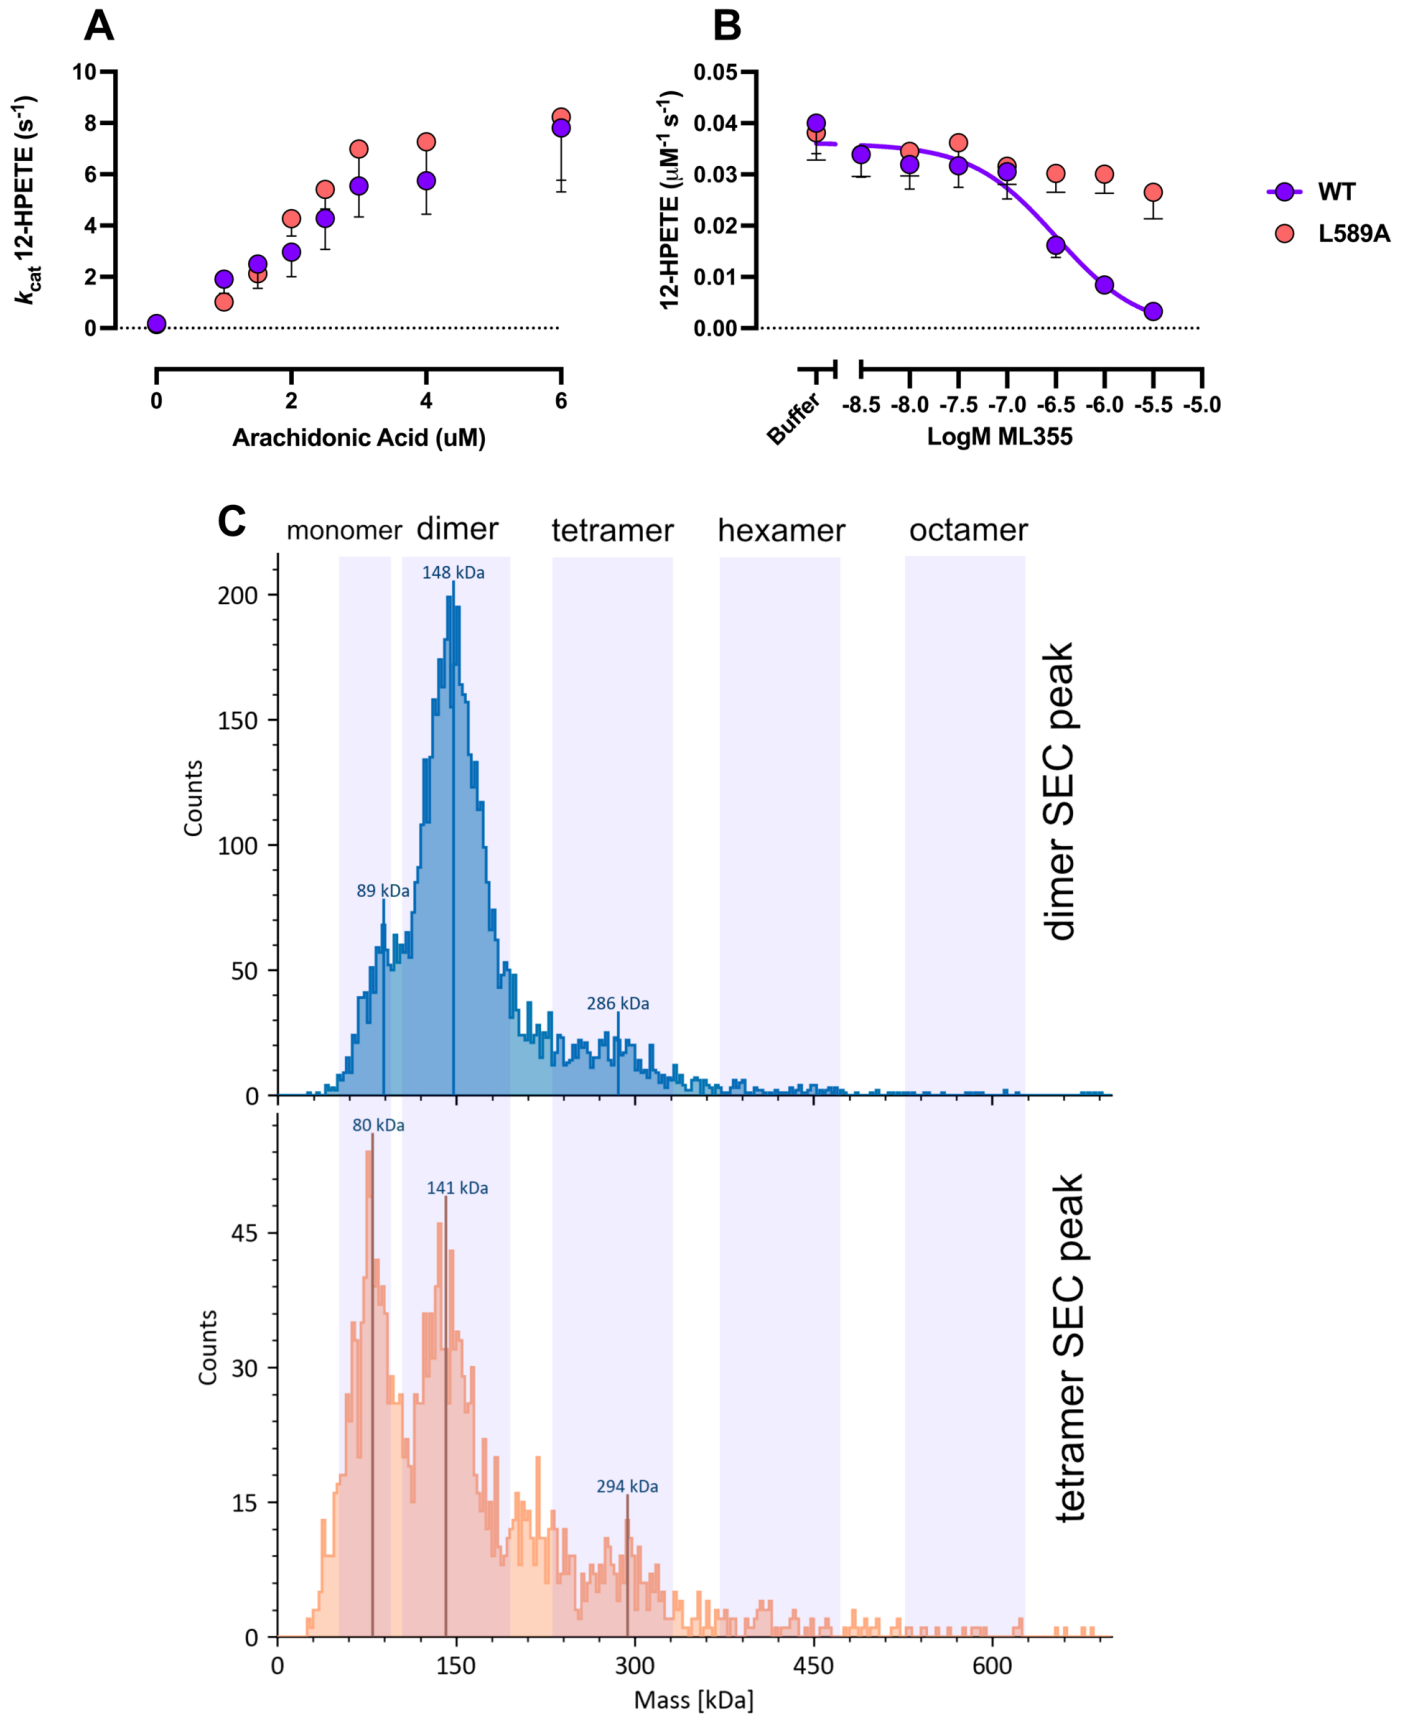 A
k_cat 12-HPETE (s^-1)
10
8
6
4
2
0
0 2 4 6
Arachidonic Acid (uM)
B
12-HPETE (µM^-1 s^-1)
0.05
0.04
0.03
0.02
0.01
0.00
Buffer -8.5 -8.0 -7.5 -7.0 -6.5 -6.0 -5.5 -5.0
LogM ML355
WT
L589A
C
monomer dimer tetramer hexamer octamer
Counts
200
150
100
50
0
148 kDa
89 kDa
286 kDa
dimer SEC peak
Counts
45
30
15
0
80 kDa
141 kDa
294 kDa
tetramer SEC peak
0 150 300 450 600
Mass [kDa]